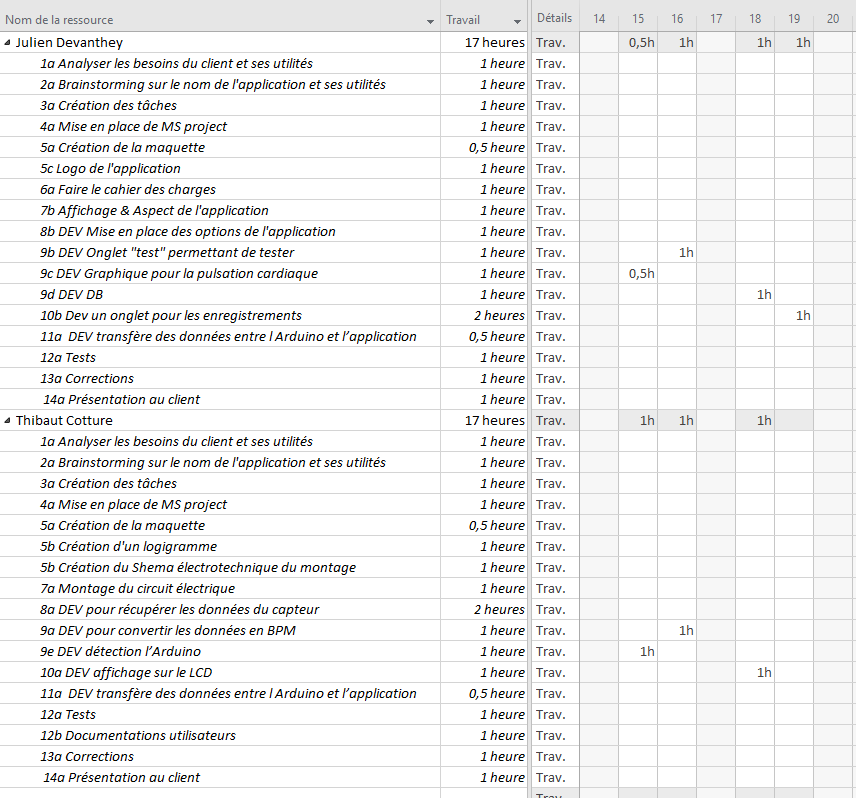 Nom de la ressource Travail Détails 14 15 16 17 18 19 20
Julien Devanthey 17 heures Trav. 0,5h 1h 1h 1h
1a Analyser les besoins du client et ses utilités 1 heure Trav.
2a Brainstorming sur le nom de l'application et ses utilités 1 heure Trav.
3a Création des tâches 1 heure Trav.
4a Mise en place de MS project 1 heure Trav.
5a Création de la maquette 0,5 heure Trav.
5c Logo de l'application 1 heure Trav.
6a Faire le cahier des charges 1 heure Trav.
7b Affichage & Aspect de l'application 1 heure Trav.
8b DEV Mise en place des options de l'application 1 heure Trav.
9b DEV Onglet "test" permettant de tester 1 heure Trav. 1h
9c DEV Graphique pour la pulsation cardiaque 1 heure Trav. 0,5h
9d DEV DB 1 heure Trav. 1h
10b Dev un onglet pour les enregistrements 2 heures Trav. 1h
11a  DEV transfère des données entre l Arduino et l’application 0,5 heure Trav.
12a Tests 1 heure Trav.
13a Corrections 1 heure Trav.
14a Présentation au client 1 heure Trav.
Thibaut Cotture 17 heures Trav. 1h 1h 1h
1a Analyser les besoins du client et ses utilités 1 heure Trav.
2a Brainstorming sur le nom de l'application et ses utilités 1 heure Trav.
3a Création des tâches 1 heure Trav.
4a Mise en place de MS project 1 heure Trav.
5a Création de la maquette 0,5 heure Trav.
5b Création d'un logigramme 1 heure Trav.
5b Création du Shema électrotechnique du montage 1 heure Trav.
7a Montage du circuit électrique 1 heure Trav.
8a DEV pour récupérer les données du capteur 2 heures Trav.
9a DEV pour convertir les données en BPM 1 heure Trav. 1h
9e DEV détection l’Arduino 1 heure Trav. 1h
10a DEV affichage sur le LCD 1 heure Trav. 1h
11a  DEV transfère des données entre l Arduino et l’application 0,5 heure Trav.
12a Tests 1 heure Trav.
12b Documentations utilisateurs 1 heure Trav.
13a Corrections 1 heure Trav.
14a Présentation au client 1 heure Trav.
Trav.